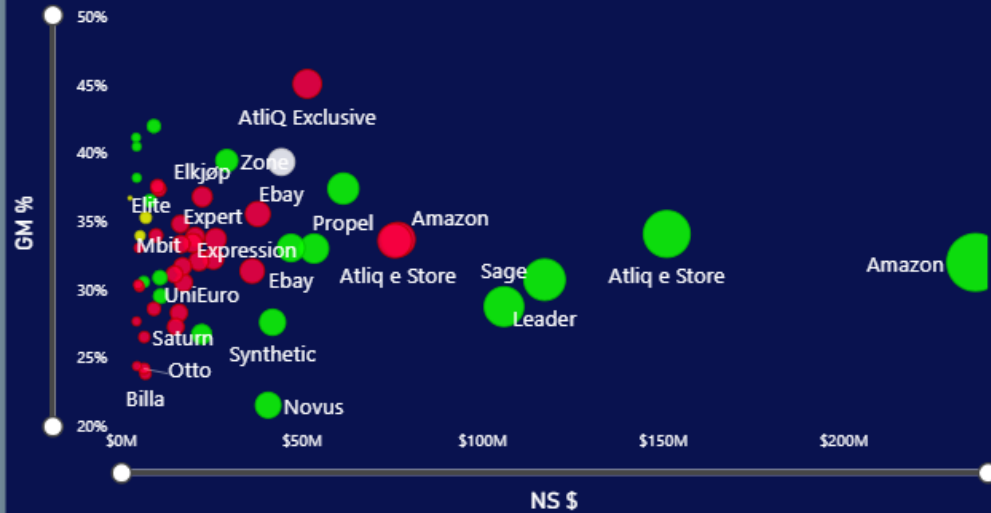 50%
45%
AtliQ Exclusive
40%
Elkjøp
Zone
Ebay
Elite
35%
Expert
Propel
Amazon
Mbit
Expression
GM %
Atliq e Store
Sage
Atliq e Store
Amazon
30%
Ebay
UniEuro
Leader
Saturn
Synthetic
25%
Otto
Billa
Novus
20%
$0M
$50M
$100M
$150M
$200M
NS $